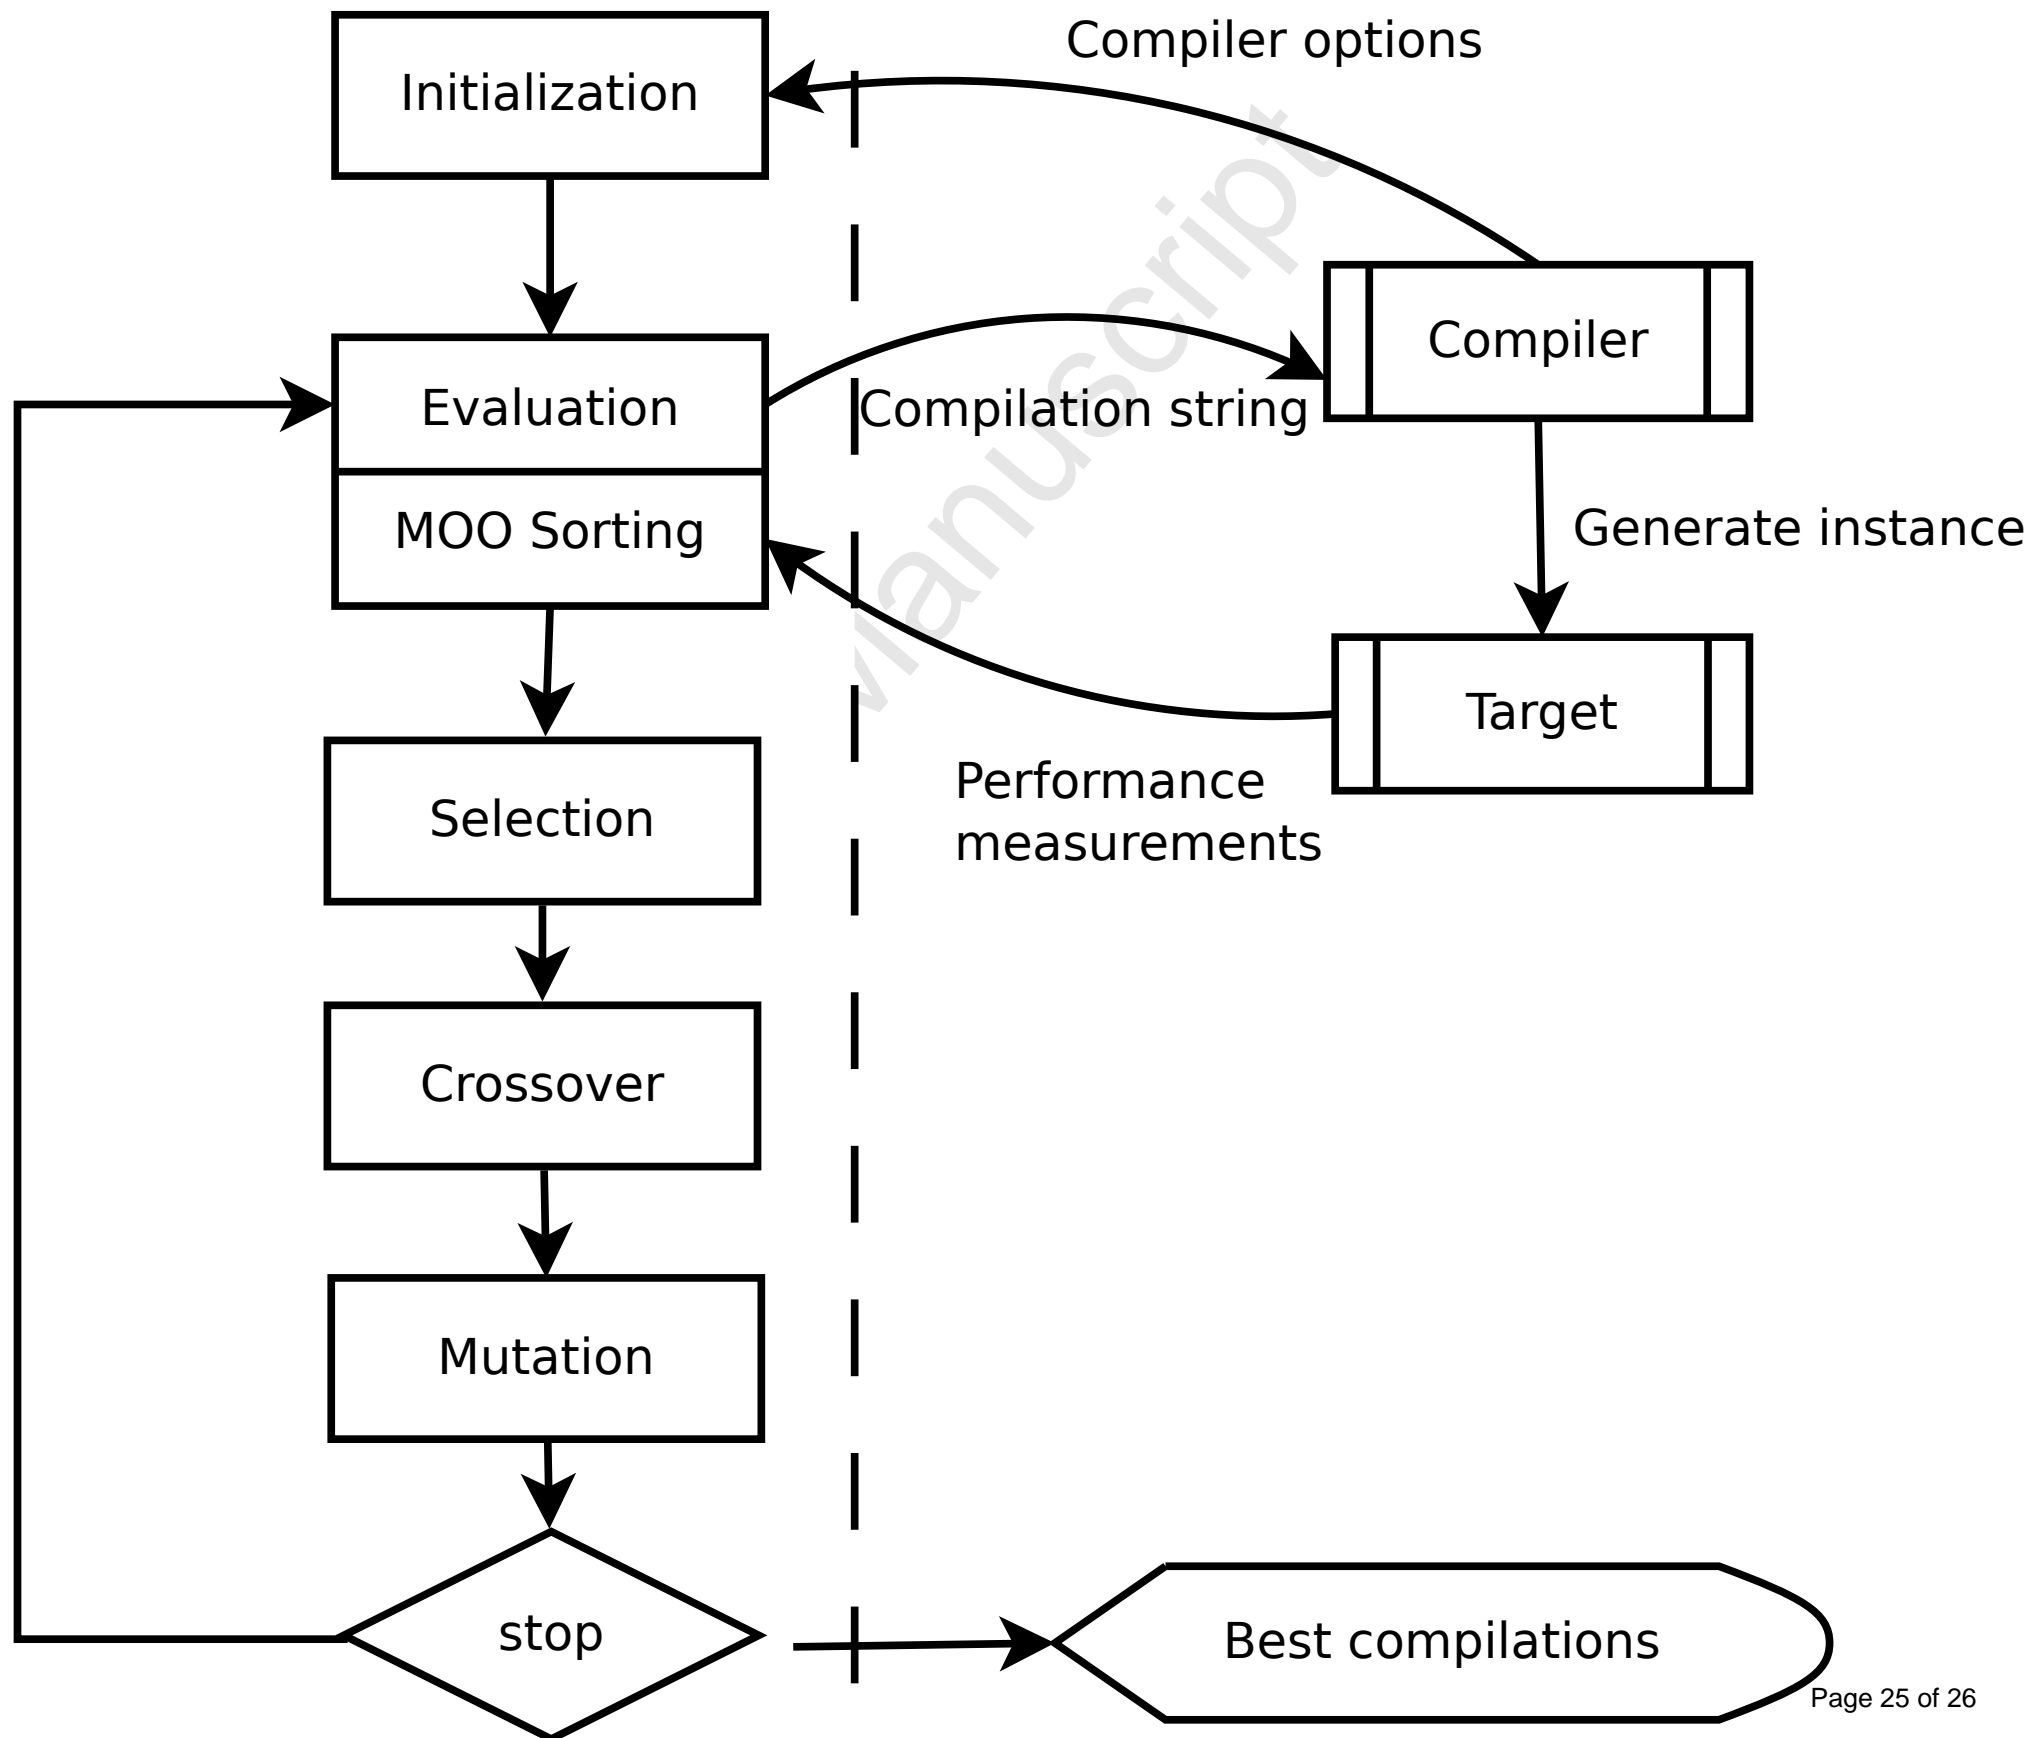 Compiler options
Initialization
Compiler
Evaluation
Compilation string
MOO Sorting
Generate instance
Target
Performance
measurements
Selection
Crossover
Mutation
stop
Best compilations
Page 25 of 26